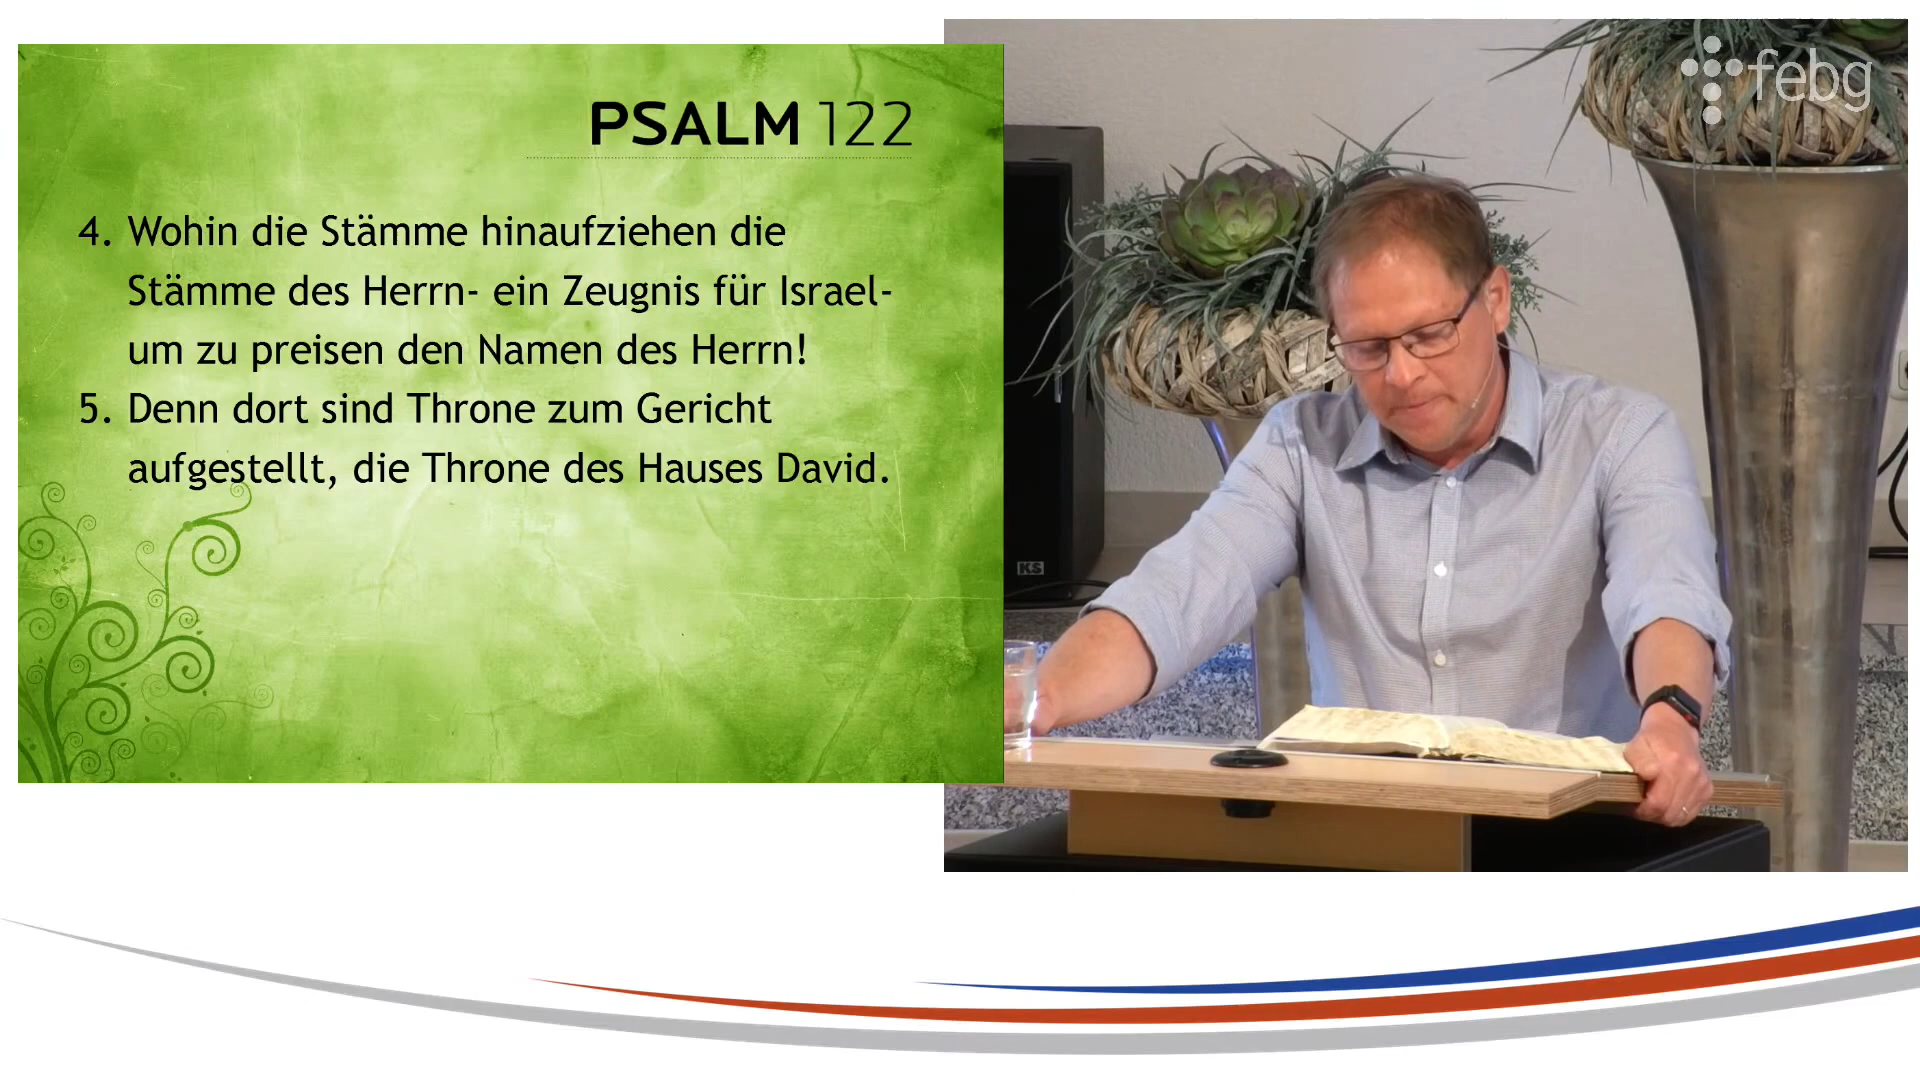 PSALM 122
4. Wohin die Stämme hinaufziehen die
Stämme des Herrn- ein Zeugnis für Israel-
um zu preisen den Namen des Herrn!
5. Denn dort sind Throne zum Gericht
aufgestellt, die Throne des Hauses David.
febg
KS